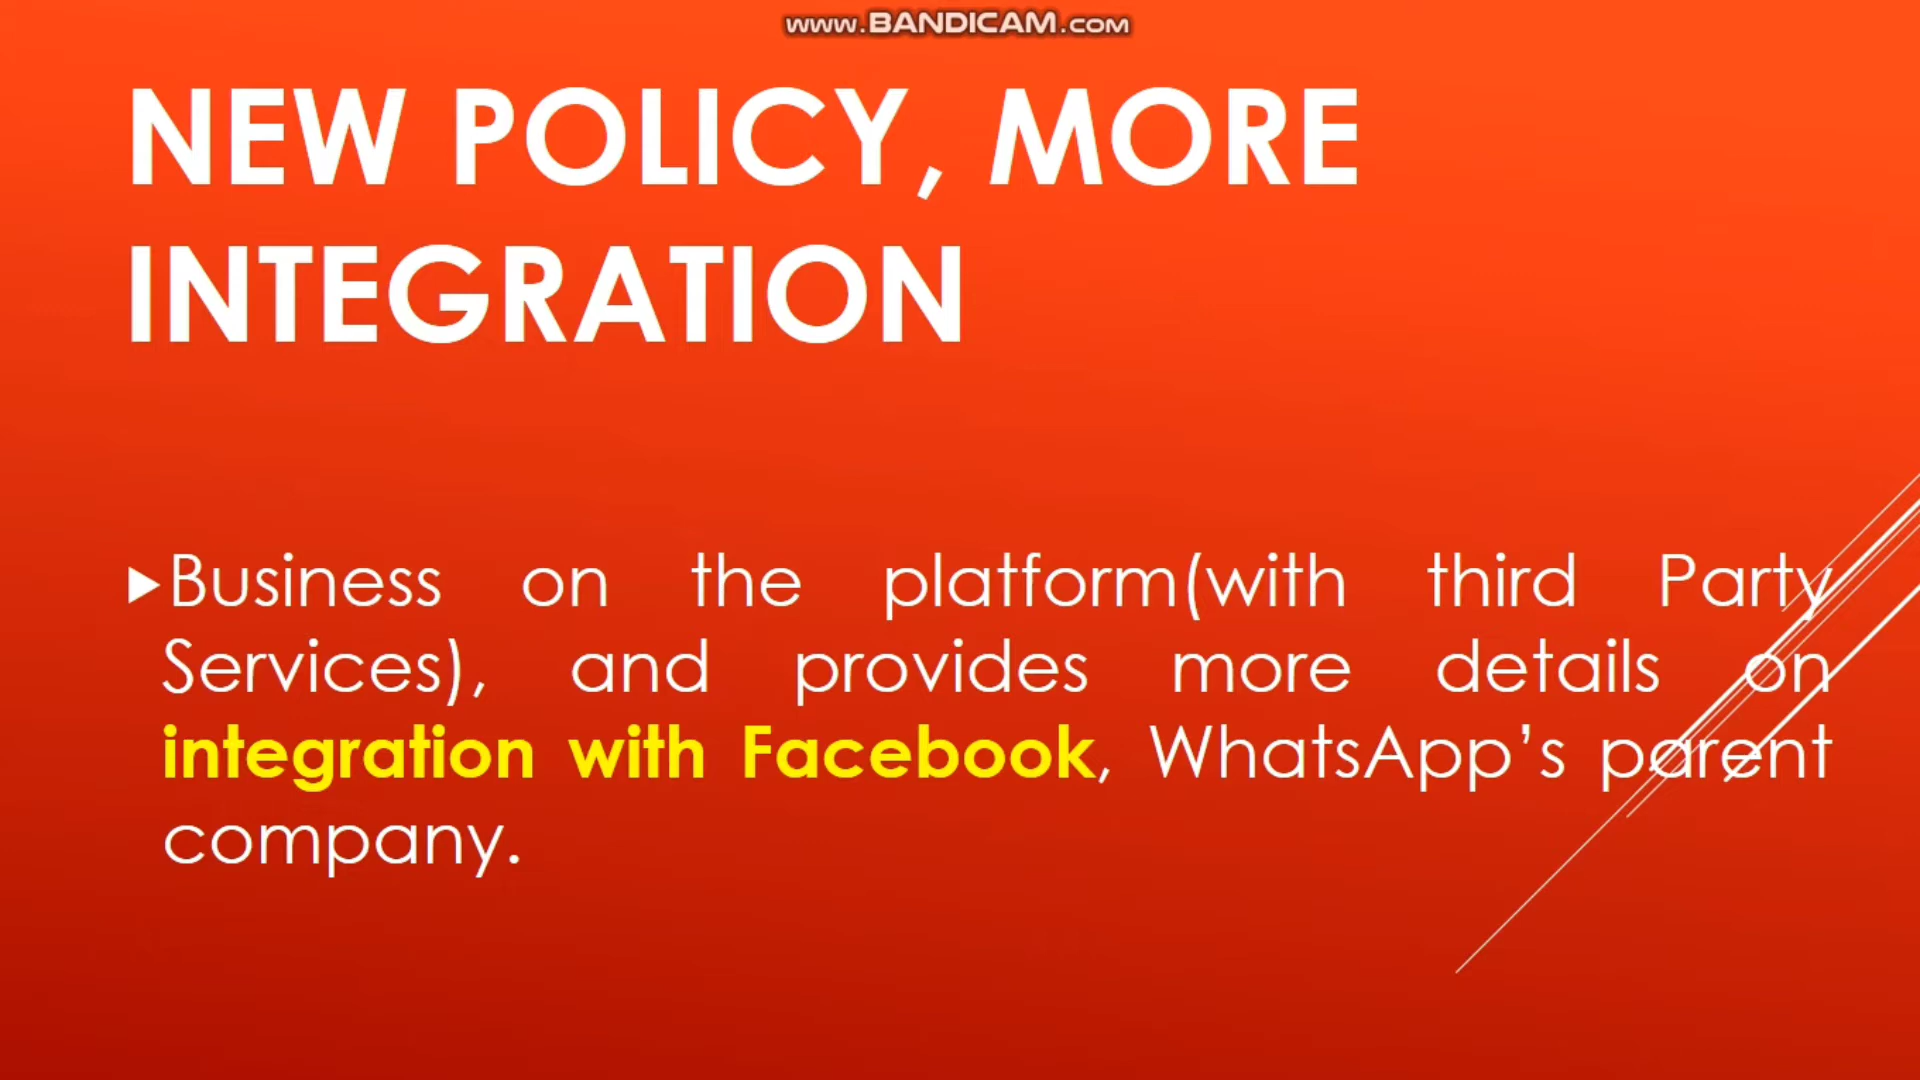 www.BANDICAM.com
NEW POLICY, MORE
INTEGRATION
Business on the platform(with third Party
Services), and provides more details on
integration with Facebook, WhatsApp’s parent
company.